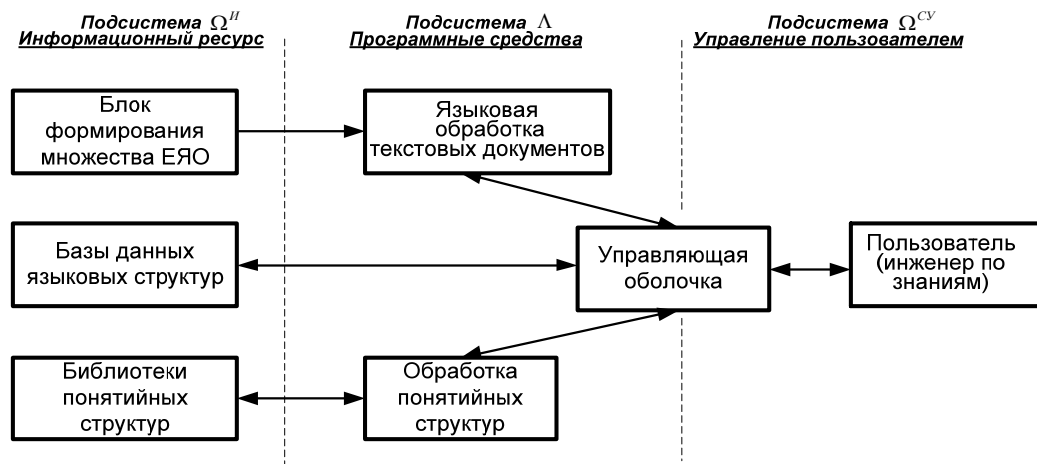 Подсистема Ω^И
Информационный ресурс
Подсистема Λ
Программные средства
Подсистема Ω^СУ
Управление пользователем
Блок
формирования
множества ЕЯО
Языковая
обработка
текстовых документов
Базы данных
языковых структур
Управляющая
оболочка
Пользователь
(инженер по
знаниям)
Библиотеки
понятийных
структур
Обработка
понятийных
структур